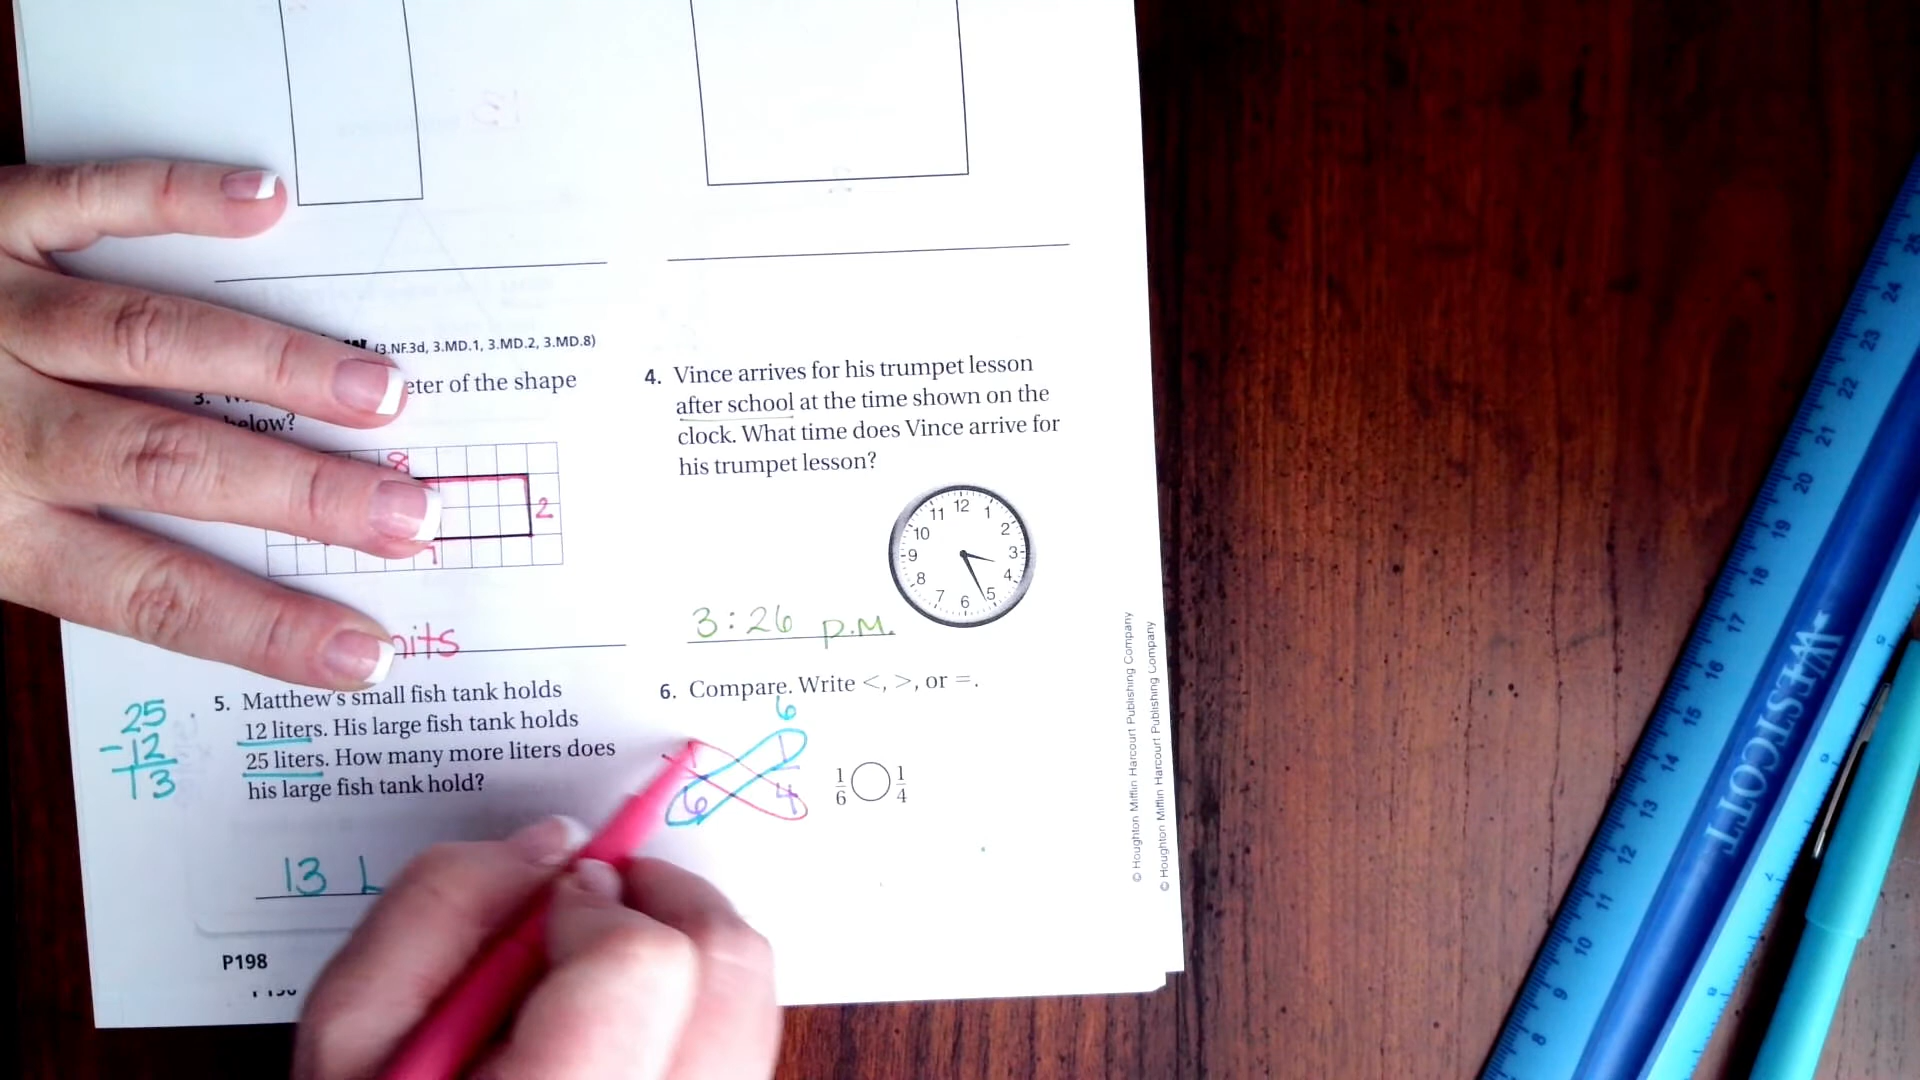 (3.NF.3d, 3.MD.1, 3.MD.2, 3.MD.8)
3.
eter of the shape
below?
8
2
nits
4. Vince arrives for his trumpet lesson
after school at the time shown on the
clock. What time does Vince arrive for
his trumpet lesson?
12 1 2 3 4 5 6 7 8 9 10 11
3:26 P.M.
5. Matthew's small fish tank holds
12 liters. His large fish tank holds
25 liters. How many more liters does
his large fish tank hold?
25
-12
13
13 L
6. Compare. Write <, >, or =.
6
1 1
6 4
1/6 1/4
P198
© Houghton Mifflin Harcourt Publishing Company
© Houghton Mifflin Harcourt Publishing Company
WESTCOTT
25
24
23
22
21
20
19
18
17
16
15
14
13
12
11
10
9
8